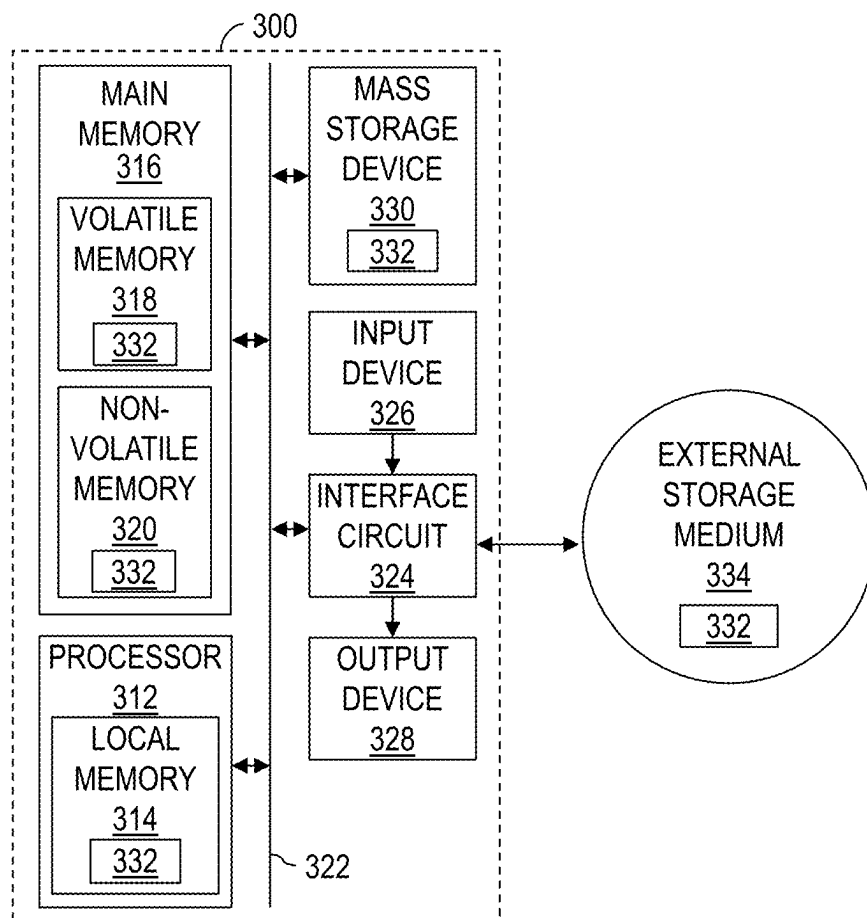 300
MAIN
MEMORY
316
VOLATILE
MEMORY
318
332
NON-
VOLATILE
MEMORY
320
332
PROCESSOR
312
LOCAL
MEMORY
314
332
MASS
STORAGE
DEVICE
330
332
INPUT
DEVICE
326
INTERFACE
CIRCUIT
324
OUTPUT
DEVICE
328
322
EXTERNAL
STORAGE
MEDIUM
334
332